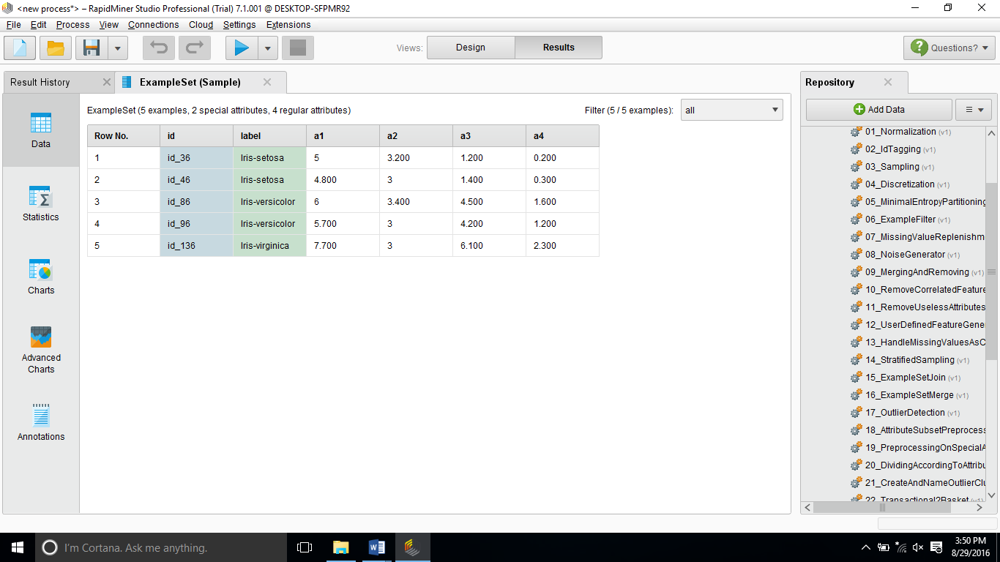 <new process*> – RapidMiner Studio Professional (Trial) 7.1.001 @ DESKTOP-SFPMR92
File Edit Process View Connections Cloud Settings Extensions
Views: Design Results Questions?
Result History ExampleSet (Sample) Repository
ExampleSet (5 examples, 2 special attributes, 4 regular attributes) Filter (5 / 5 examples): all
Add Data
Data
Statistics
Charts
Advanced
Charts
Annotations
Row No. id label a1 a2 a3 a4
1 id_36 Iris-setosa 5 3.200 1.200 0.200
2 id_46 Iris-setosa 4.800 3 1.400 0.300
3 id_86 Iris-versicolor 6 3.400 4.500 1.600
4 id_96 Iris-versicolor 5.700 3 4.200 1.200
5 id_136 Iris-virginica 7.700 3 6.100 2.300
01_Normalization (v1)
02_IdTagging (v1)
03_Sampling (v1)
04_Discretization (v1)
05_MinimalEntropyPartitioning
06_ExampleFilter (v1)
07_MissingValueReplenishm
08_NoiseGenerator (v1)
09_MergingAndRemoving (v1)
10_RemoveCorrelatedFeature
11_RemoveUselessAttributes
12_UserDefinedFeatureGene
13_HandleMissingValuesAsC
14_StratifiedSampling (v1)
15_ExampleSetJoin (v1)
16_ExampleSetMerge (v1)
17_OutlierDetection (v1)
18_AttributeSubsetPreprocess
19_PreprocessingOnSpecialA
20_DividingAccordingToAttribu
21_CreateAndNameOutlierClu
22_Transactional2Basket (v1)
I'm Cortana. Ask me anything.
3:50 PM
8/29/2016